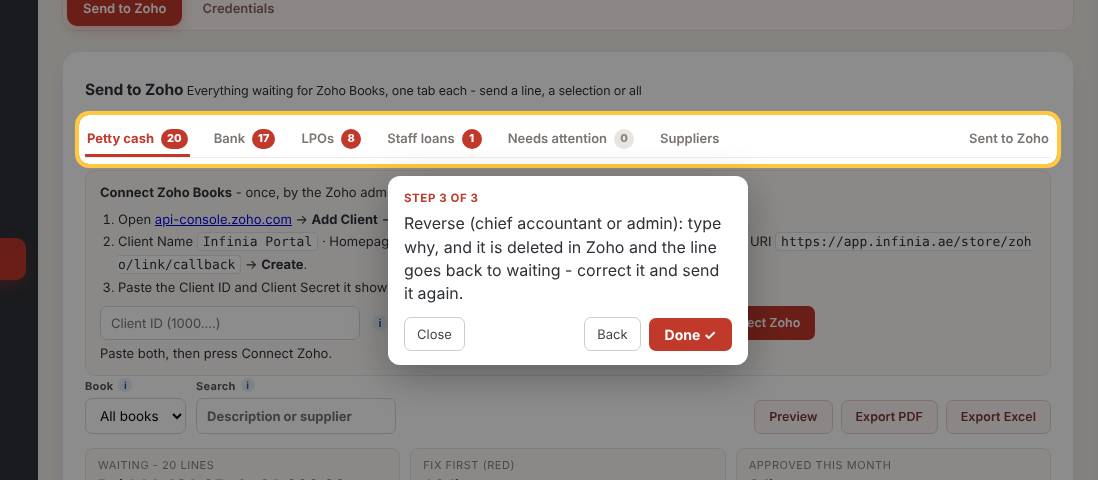 Send to Zoho Credentials
Send to Zoho Everything waiting for Zoho Books, one tab each - send a line, a selection or all
Petty cash 20 Bank 17 LPOs 8 Staff loans 1 Needs attention 0 Suppliers Sent to Zoho
Connect Zoho Books - once, by the Zoho adm
1. Open api-console.zoho.com → Add Client
2. Client Name Infinia Portal · Homepag
URI https://app.infinia.ae/store/zoh
o/link/callback → Create.
3. Paste the Client ID and Client Secret it show
Client ID (1000....) i
ect Zoho
Paste both, then press Connect Zoho.
STEP 3 OF 3
Reverse (chief accountant or admin): type
why, and it is deleted in Zoho and the line
goes back to waiting - correct it and send
it again.
Close Back Done ✓
Book i Search i
All books Description or supplier Preview Export PDF Export Excel
WAITING - 20 LINES FIX FIRST (RED) APPROVED THIS MONTH